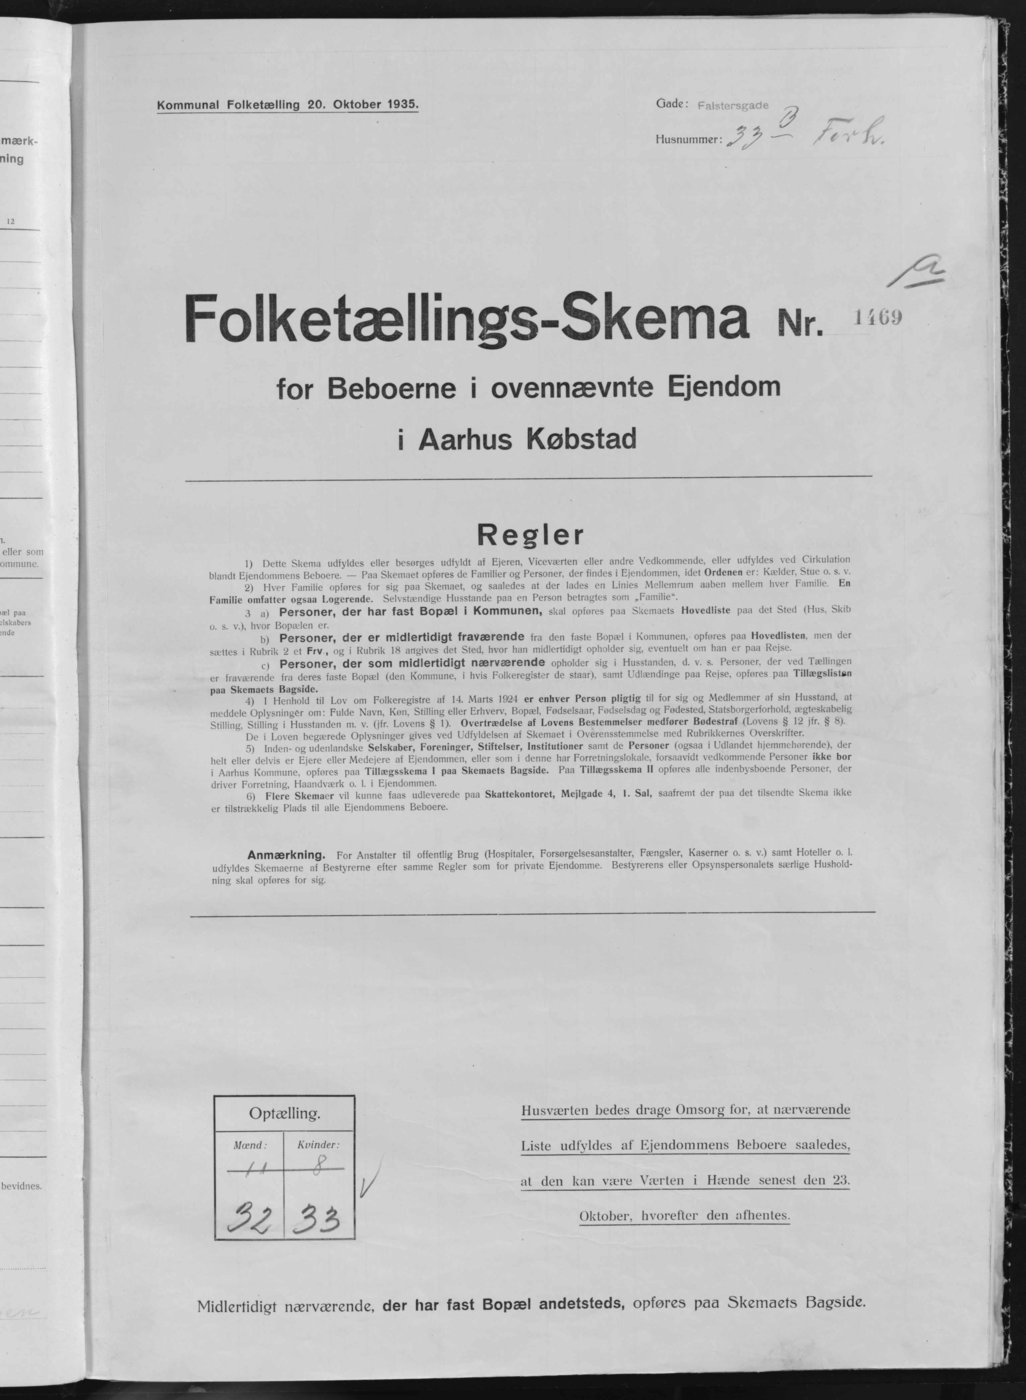 Kommunal Folketælling 20. Oktober 1935.
Gade: Falstersgade
Husnummer: 33 B Forh.
a
Folketællings-Skema Nr. 1469
for Beboerne i ovennævnte Ejendom
i Aarhus Købstad
Regler
1) Dette Skema udfyldes eller besørges udfyldt af Ejeren, Viceværten eller andre Vedkommende, eller udfyldes ved Cirkulation
blandt Ejendommens Beboere. — Paa Skemaet opføres de Familier og Personer, der findes i Ejendommen, idet Ordenen er: Kælder, Stue o. s. v.
2) Hver Familie opføres for sig paa Skemaet, og saaledes at der lades en Linies Mellemrum aaben mellem hver Familie. En
Familie omfatter ogsaa Logerende. Selvstændige Husstande paa en Person betragtes som „Familie“.
3 a) Personer, der har fast Bopæl i Kommunen, skal opføres paa Skemaets Hovedliste paa det Sted (Hus, Skib
o. s. v.), hvor Bopælen er.
b) Personer, der er midlertidigt fraværende fra den faste Bopæl i Kommunen, opføres paa Hovedlisten, men der
sættes i Rubrik 2 et Frv., og i Rubrik 18 angives det Sted, hvor han midlertidigt opholder sig, eventuelt om han er paa Rejse.
c) Personer, der som midlertidigt nærværende opholder sig i Husstanden, d. v. s. Personer, der ved Tællingen
er fraværende fra deres faste Bopæl (den Kommune, i hvis Folkeregister de staar), samt Udlændinge paa Rejse, opføres paa Tillægslisten
paa Skemaets Bagside.
4) I Henhold til Lov om Folkeregistre af 14. Marts 1924 er enhver Person pligtig til for sig og Medlemmer af sin Husstand, at
meddele Oplysninger om: Fulde Navn, Køn, Stilling eller Erhverv, Bopæl, Fødselsaar, Fødselsdag og Fødested, Statsborgerforhold, ægteskabelig
Stilling, Stilling i Husstanden m. v. (jfr. Lovens § 1). Overtrædelse af Lovens Bestemmelser medfører Bødestraf (Lovens § 12 jfr. § 8).
De i Loven begærede Oplysninger gives ved Udfyldelsen af Skemaet i Overensstemmelse med Rubrikkernes Overskrifter.
5) Inden- og udenlandske Selskaber, Foreninger, Stiftelser, Institutioner samt de Personer (ogsaa i Udlandet hjemmehørende), der
helt eller delvis er Ejere eller Medejere af Ejendommen, eller som i denne har Forretningslokale, forsaavidt vedkommende Personer ikke bor
i Aarhus Kommune, opføres paa Tillægsskema I paa Skemaets Bagside. Paa Tillægsskema II opføres alle indenbysboende Personer, der
driver Forretning, Haandværk o. l. i Ejendommen.
6) Flere Skemaer vil kunne faas udleverede paa Skattekontoret, Mejlgade 4, 1. Sal, saafremt der paa det tilsendte Skema ikke
er tilstrækkelig Plads til alle Ejendommens Beboere.
Anmærkning. For Anstalter til offentlig Brug (Hospitaler, Forsørgelsesanstalter, Fængsler, Kaserner o. s. v.) samt Hoteller o. l.
udfyldes Skemaerne af Bestyrerne efter samme Regler som for private Ejendomme. Bestyrerens eller Opsynspersonalets særlige Hushold-
ning skal opføres for sig.
Optælling.
Mænd: Kvinder:
11 8
32 33
Husværten bedes drage Omsorg for, at nærværende
Liste udfyldes af Ejendommens Beboere saaledes,
at den kan være Værten i Hænde senest den 23.
Oktober, hvorefter den afhentes.
Midlertidigt nærværende, der har fast Bopæl andetsteds, opføres paa Skemaets Bagside.
mærk-
ning
12
eller som
ommune.
æl paa
elskabers
ende
bevidnes.